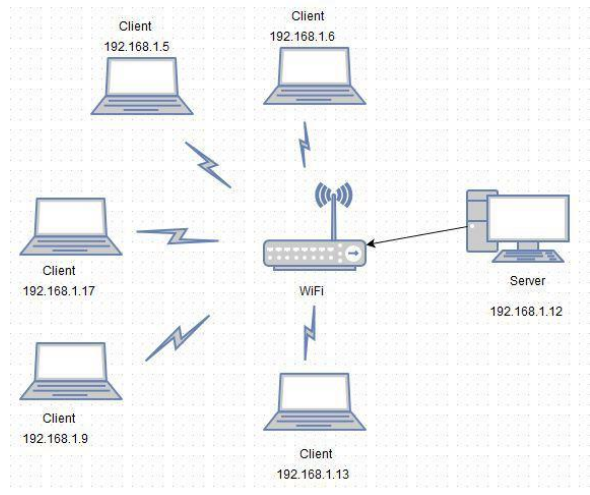 Client
192.168.1.5
Client
192.168.1.6
Client
192.168.1.17
WiFi
Server
192.168.1.12
Client
192.168.1.9
Client
192.168.1.13